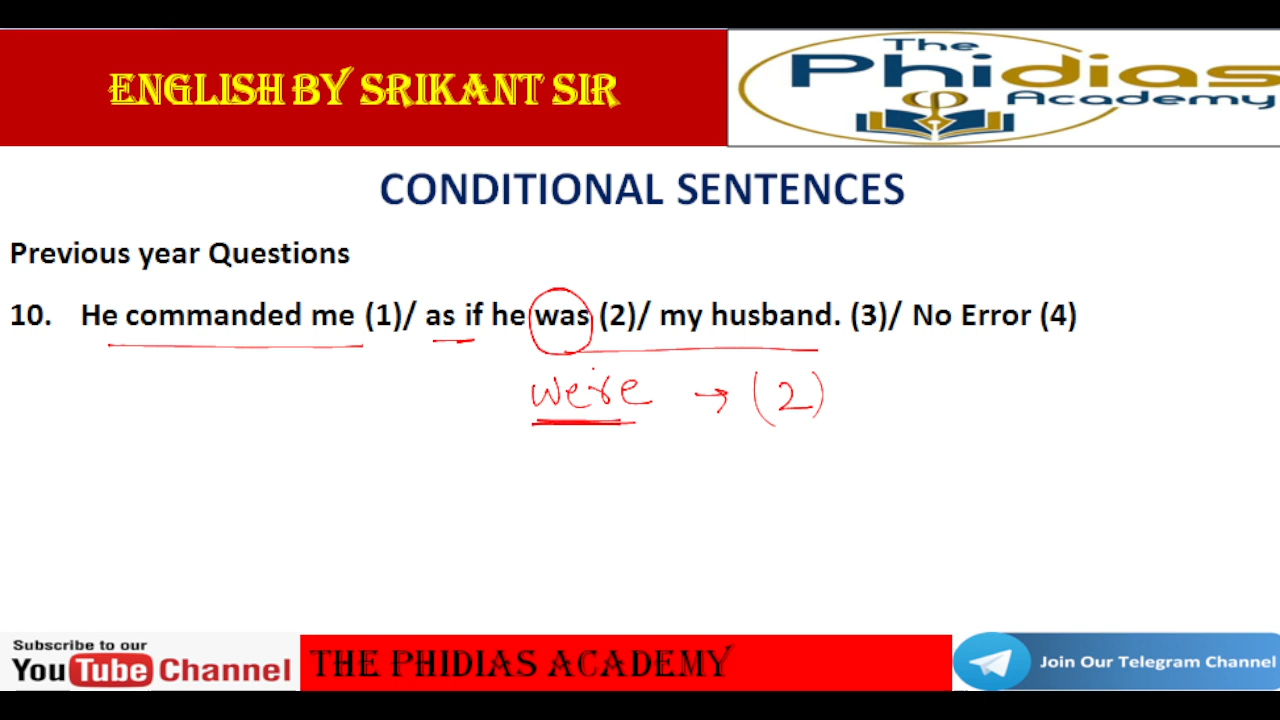 ENGLISH BY SRIKANT SIR
The
Phidias
Academy
CONDITIONAL SENTENCES
Previous year Questions
10. He commanded me (1)/ as if he was (2)/ my husband. (3)/ No Error (4)
were → (2)
Subscribe to our
YouTube Channel
THE PHIDIAS ACADEMY
Join Our Telegram Channel